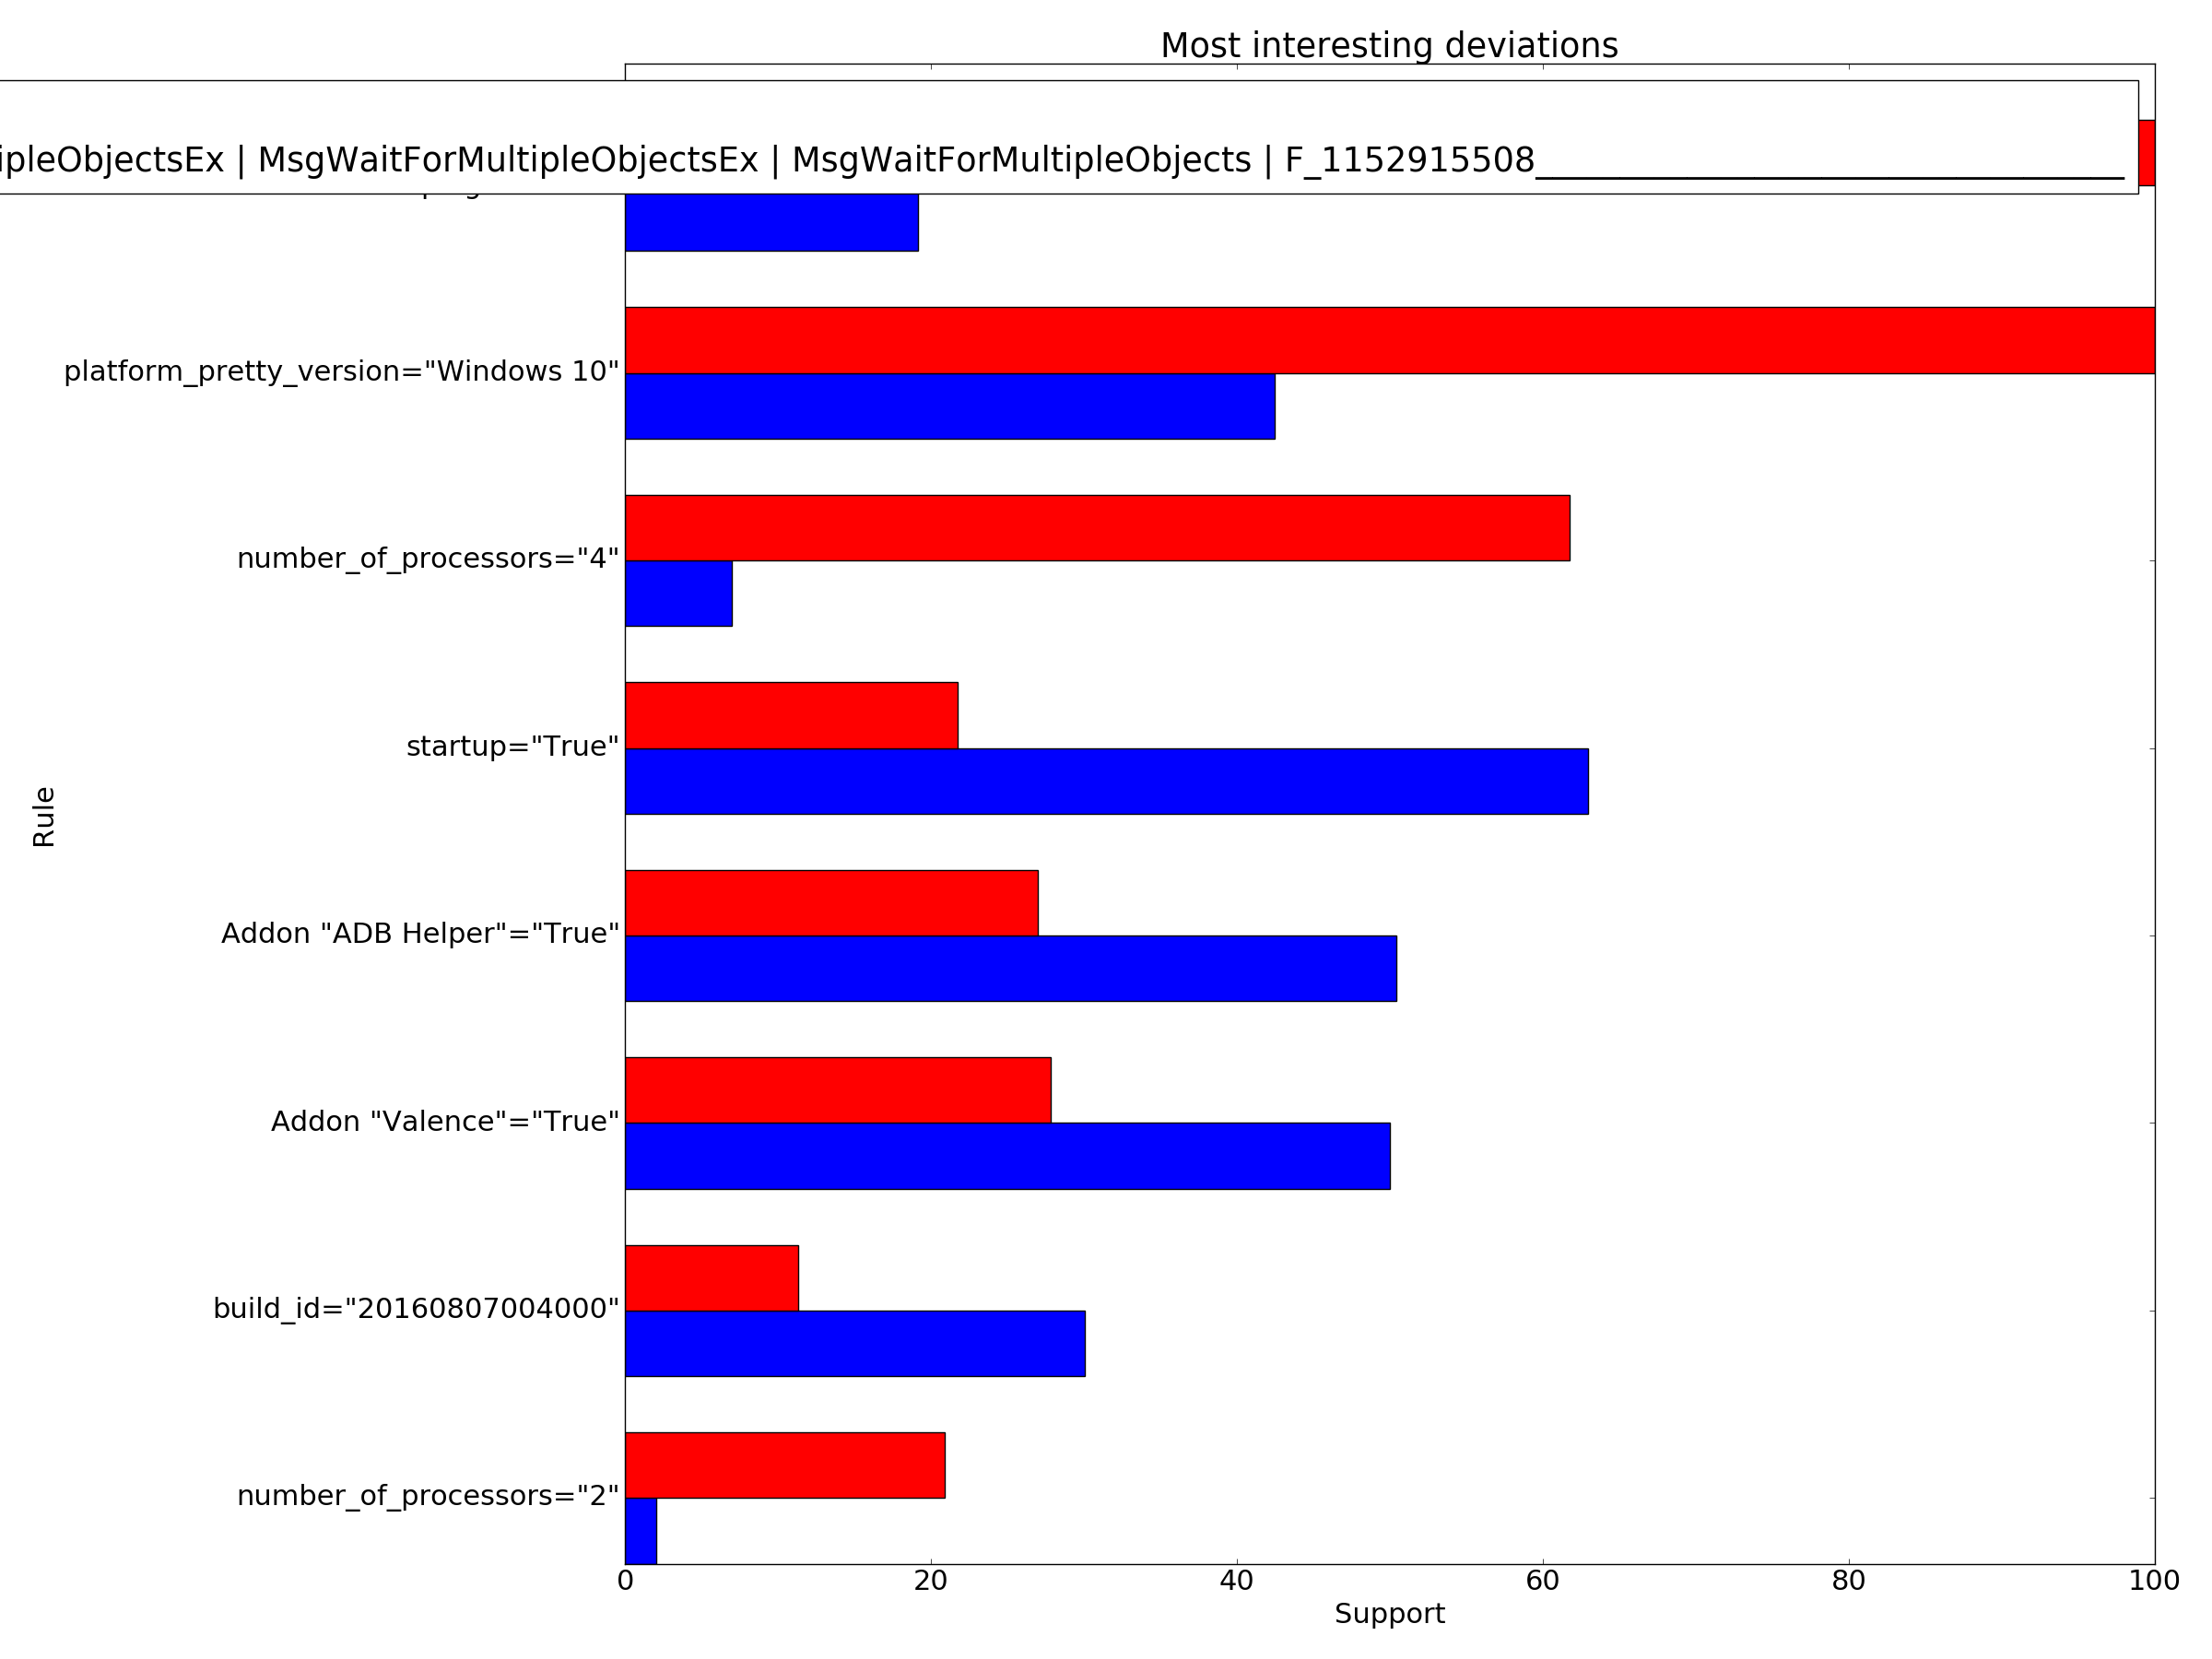 Most interesting deviations
ipleObjectsEx | MsgWaitForMultipleObjectsEx | MsgWaitForMultipleObjects | F_1152915508________________________________
platform_pretty_version="Windows 10"
number_of_processors="4"
startup="True"
Rule
Addon "ADB Helper"="True"
Addon "Valence"="True"
build_id="20160807004000"
number_of_processors="2"
0 20 40 60 80 100
Support